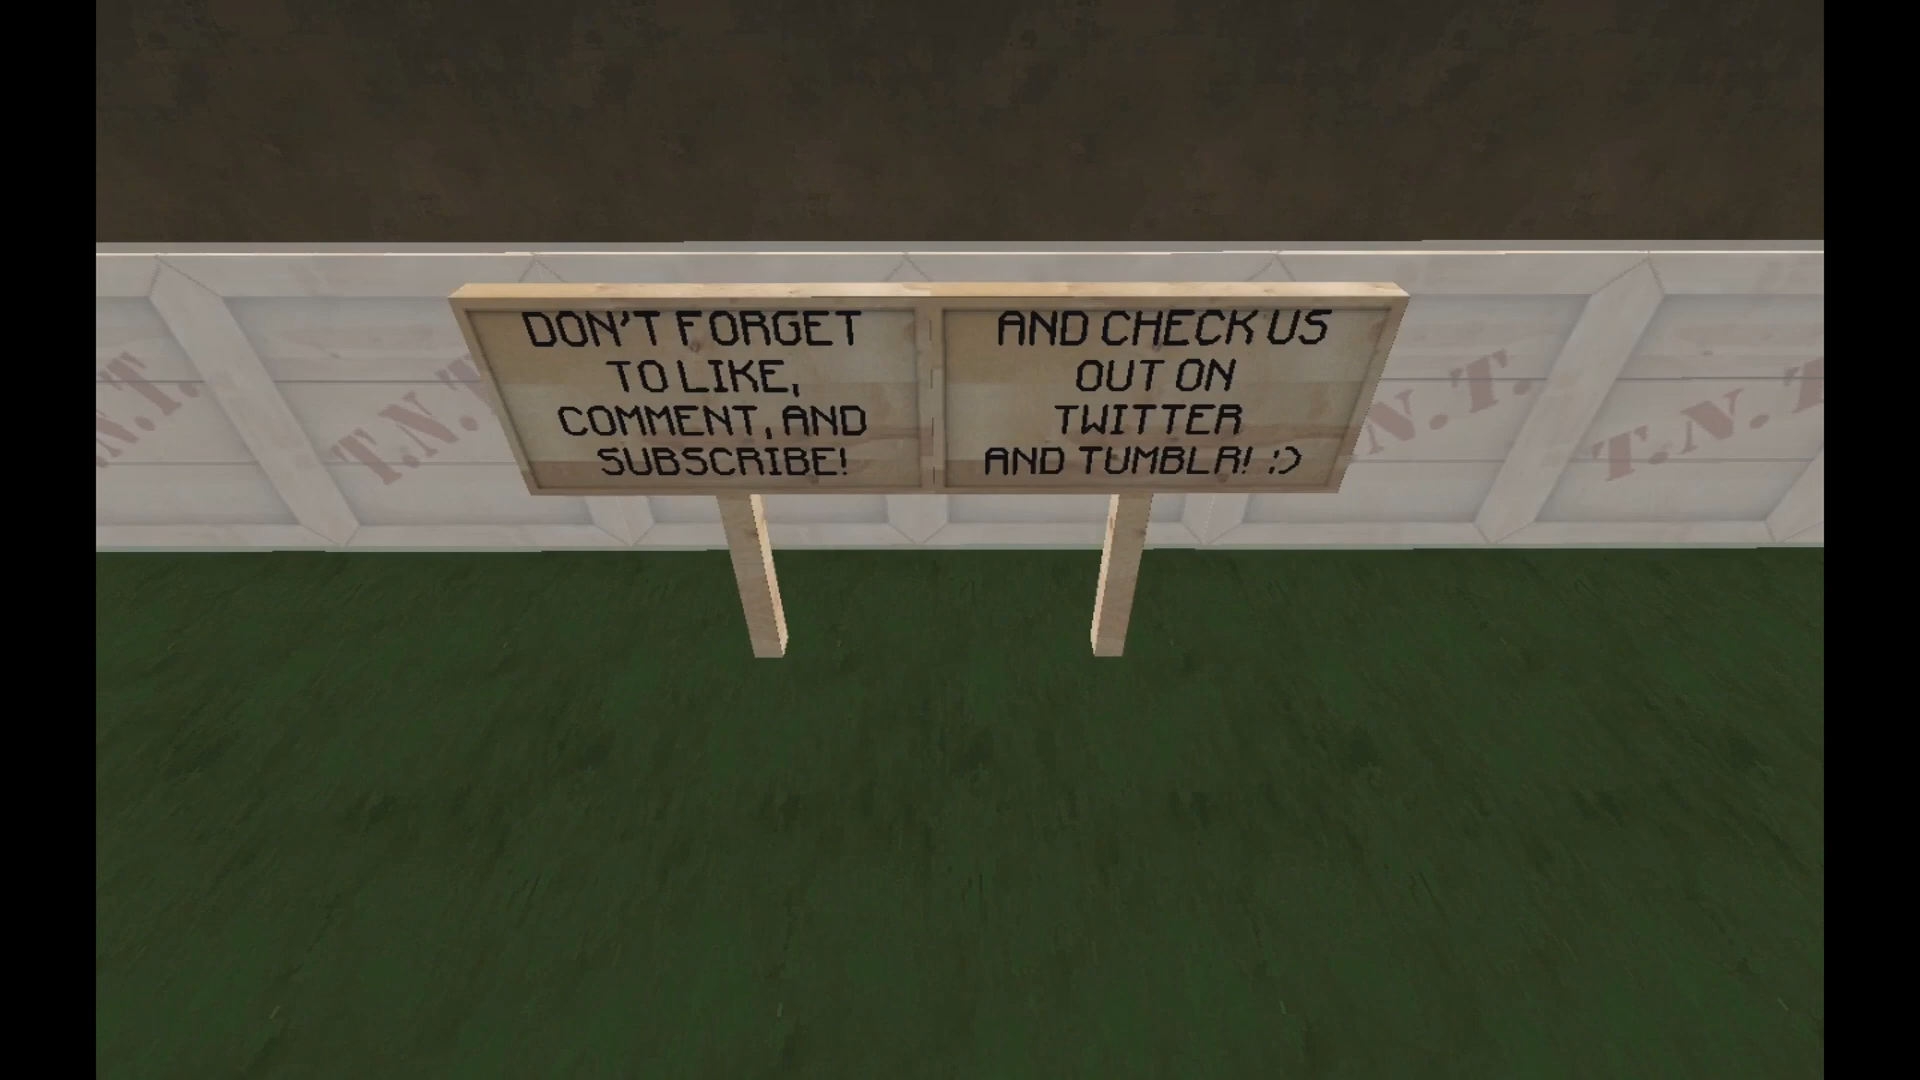 DON'T FORGET
TO LIKE,
COMMENT, AND
SUBSCRIBE!
AND CHECK US
OUT ON
TWITTER
AND TUMBLR! :)
T.N.T.
T.N.T.
T.N.T.
T.N.T.